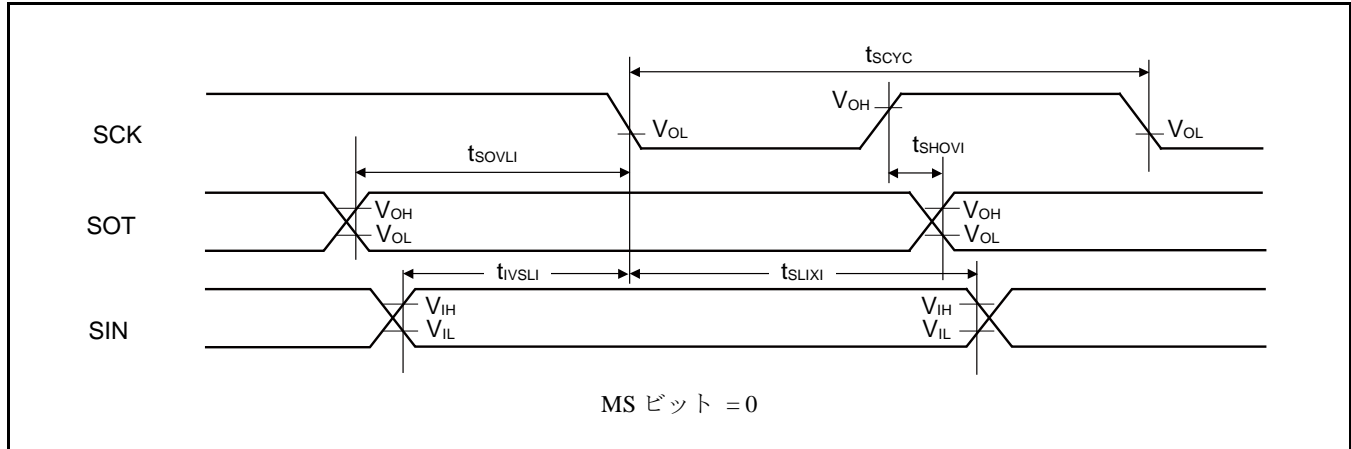 tSCYC
SCK
VOL
VOH
VOL
tSOVLI
tSHOVI
SOT
VOH
VOL
VOH
VOL
tIVSLI
tSLIXI
SIN
VIH
VIL
VIH
VIL
MS ビット = 0